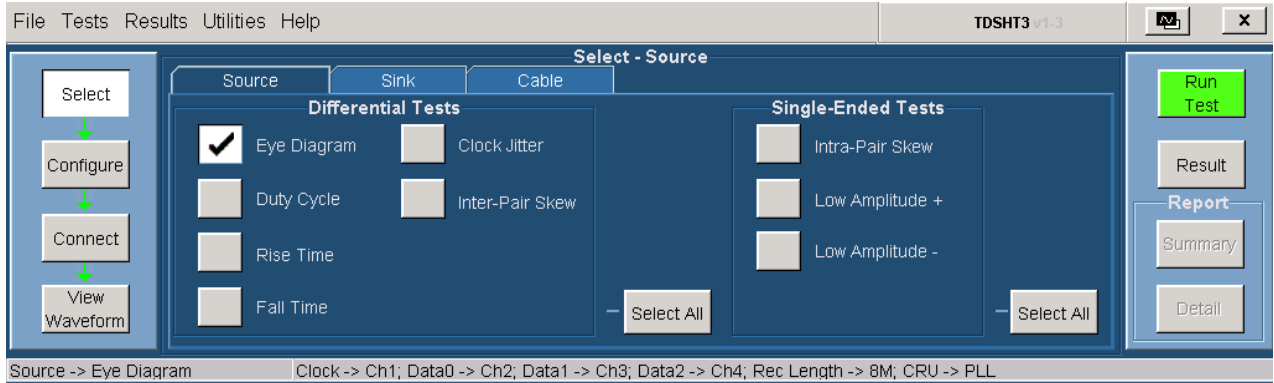 File Tests Results Utilities Help TDSHT3 v1-3 x
Select - Source
Source Sink Cable
Select
Configure
Connect
View
Waveform
Differential Tests
Eye Diagram Clock Jitter
Duty Cycle Inter-Pair Skew
Rise Time
Fall Time
Select All
Single-Ended Tests
Intra-Pair Skew
Low Amplitude +
Low Amplitude -
Select All
Run
Test
Result
Report
Summary
Detail
Source -> Eye Diagram Clock -> Ch1; Data0 -> Ch2; Data1 -> Ch3; Data2 -> Ch4; Rec Length -> 8M; CRU -> PLL